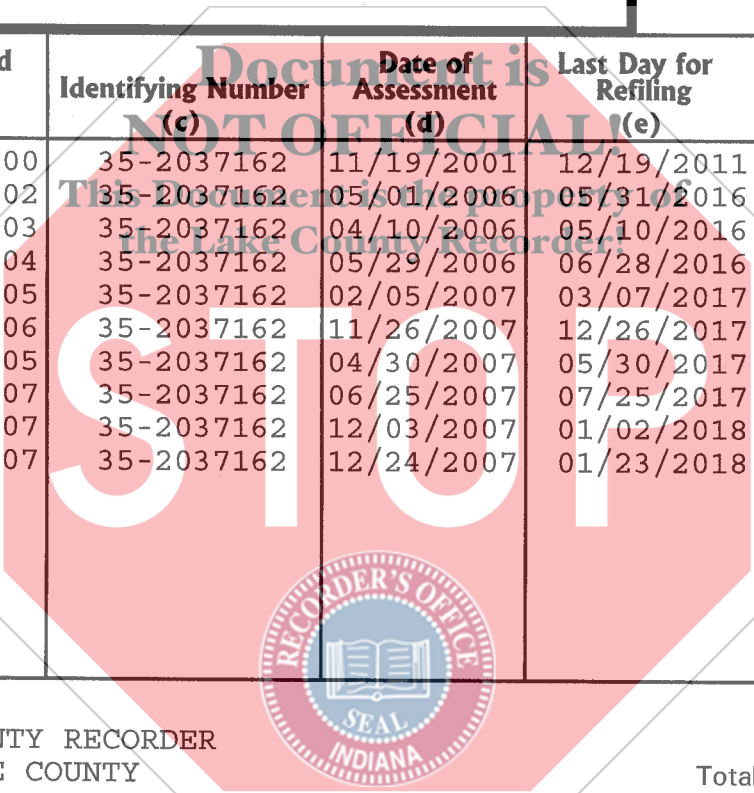 d Identifying Number (c) Date of Assessment (d) Last Day for Refiling (e)
Document is
NOT OFFICIAL!
This Document is the property of
the Lake County Recorder!
00 35-2037162 11/19/2001 12/19/2011
02 35-2037162 05/01/2006 05/31/2016
03 35-2037162 04/10/2006 05/10/2016
04 35-2037162 05/29/2006 06/28/2016
05 35-2037162 02/05/2007 03/07/2017
06 35-2037162 11/26/2007 12/26/2017
05 35-2037162 04/30/2007 05/30/2017
07 35-2037162 06/25/2007 07/25/2017
07 35-2037162 12/03/2007 01/02/2018
07 35-2037162 12/24/2007 01/23/2018
STOP
RECORDER'S OFFICE
SEAL
INDIANA
NTY RECORDER
E COUNTY
Total